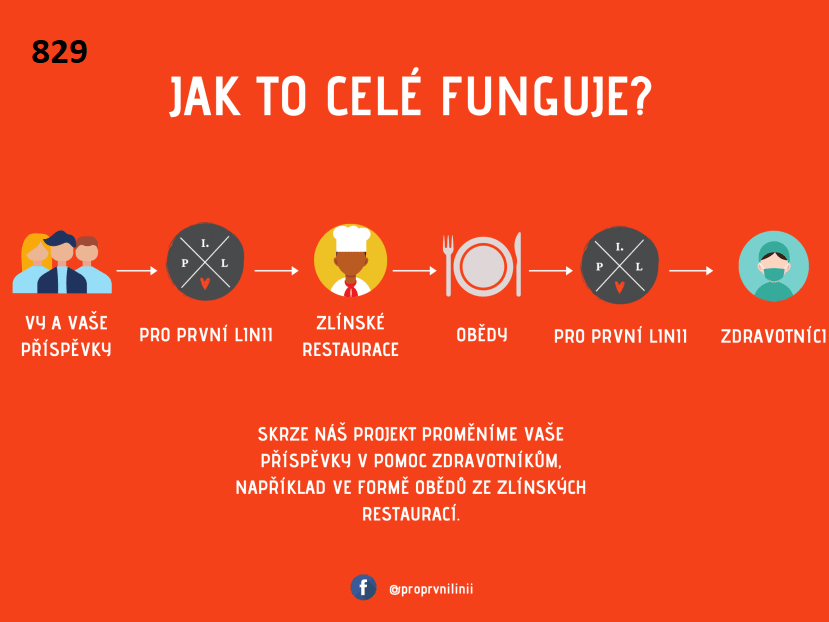 829
JAK TO CELÉ FUNGUJE?
I.
P L
I.
P L
VY A VAŠE
PŘÍSPĚVKY
PRO PRVNÍ LINII
ZLÍNSKÉ
RESTAURACE
OBĚDY
PRO PRVNÍ LINII
ZDRAVOTNÍCI
SKRZE NÁŠ PROJEKT PROMĚNÍME VAŠE
PŘÍSPĚVKY V POMOC ZDRAVOTNÍKŮM,
NAPŘÍKLAD VE FORMĚ OBĚDŮ ZE ZLÍNSKÝCH
RESTAURACÍ.
f @proprvnilinii